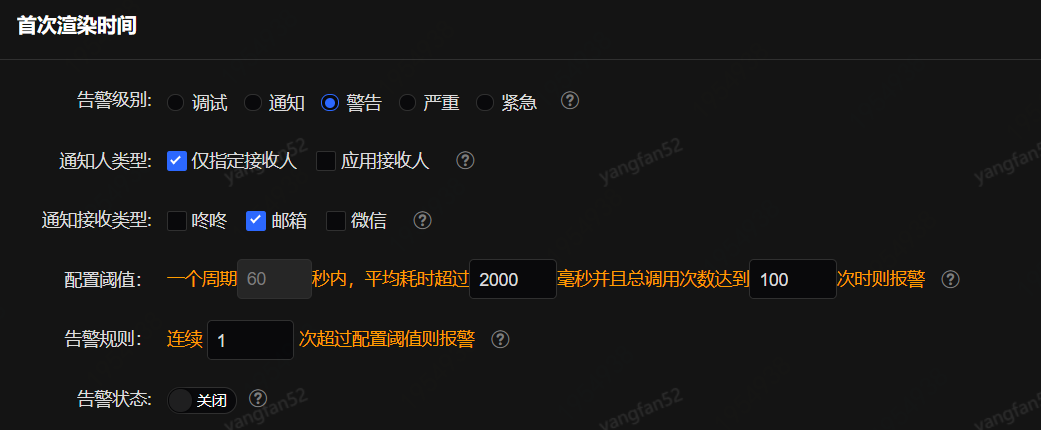 首次渲染时间
告警级别: 调试 通知 警告 严重 紧急 ?
通知人类型: 仅指定接收人 应用接收人 ?
通知接收类型: 咚咚 邮箱 微信 ?
配置阈值: 一个周期 60 秒内，平均耗时超过 2000 毫秒并且总调用次数达到 100 次时则报警 ?
告警规则: 连续 1 次超过配置阈值则报警 ?
告警状态: 关闭 ?
yangfan52
yangfan52
yangfan5
yangfan52
yangfan52
yangfan5